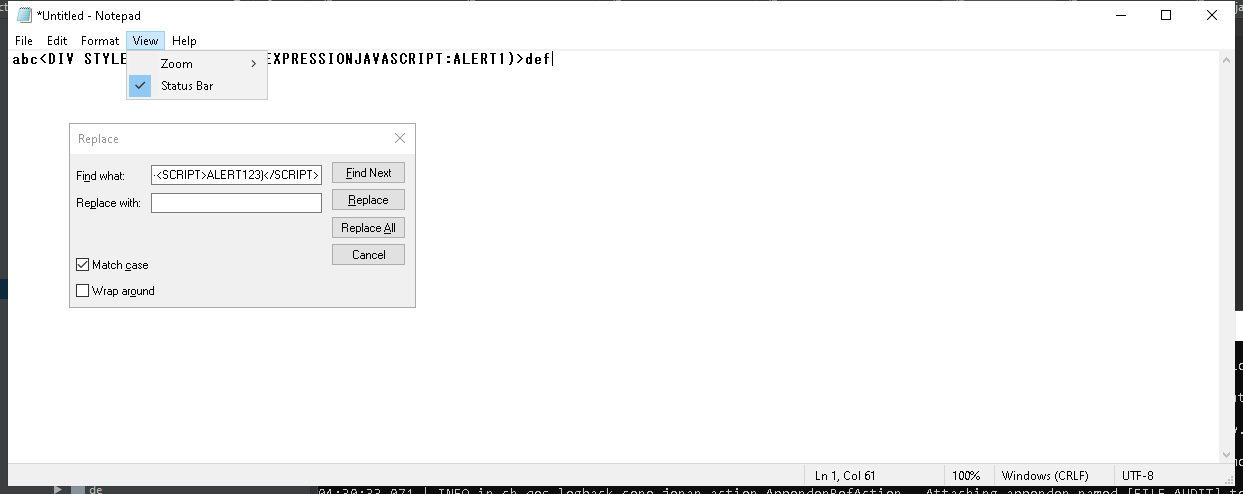 *Untitled - Notepad
File Edit Format View Help
abc<DIV STYLE EXPRESSIONJAVASCRIPT:ALERT1)>def
Zoom
Status Bar
Replace
Find what: <SCRIPT>ALERT123)</SCRIPT> Find Next
Replace with: Replace
Replace All
Cancel
Match case
Wrap around
Ln 1, Col 61 100% Windows (CRLF) UTF-8
de 04:30:33,071 | INFO in ch.qos.logback.core.joran.action.AppenderRefAction - Attaching appender named [FILE_AUDIT] t